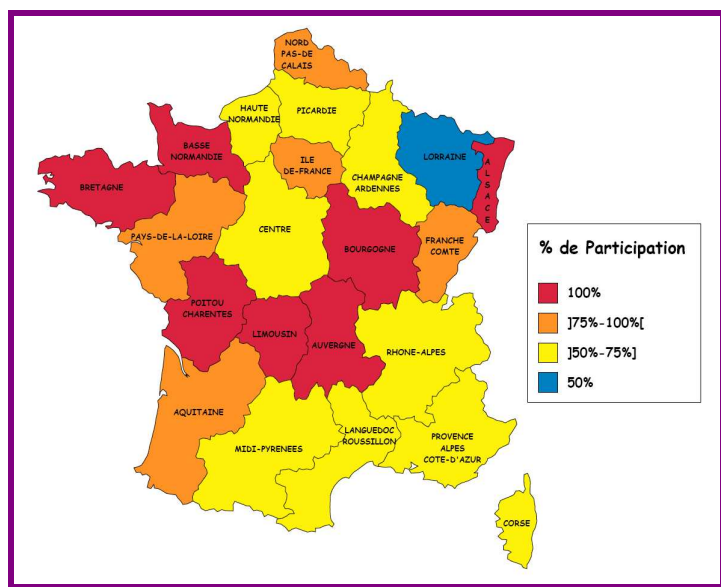 NORD
PAS-DE
CALAIS
HAUTE
NORMANDIE
PICARDIE
BASSE
NORMANDIE
ILE
DE-FRANCE
CHAMPAGNE
ARDENNES
LORRAINE
A
L
S
A
C
E
BRETAGNE
PAYS-DE-LA-LOIRE
CENTRE
BOURGOGNE
FRANCHE
COMTE
POITOU
CHARENTES
LIMOUSIN
AUVERGNE
RHONE-ALPES
AQUITAINE
MIDI-PYRENEES
LANGUEDOC
ROUSSILLON
PROVENCE
ALPES
COTE-D'AZUR
CORSE
% de Participation
100%
]75%-100%[
]50%-75%]
50%